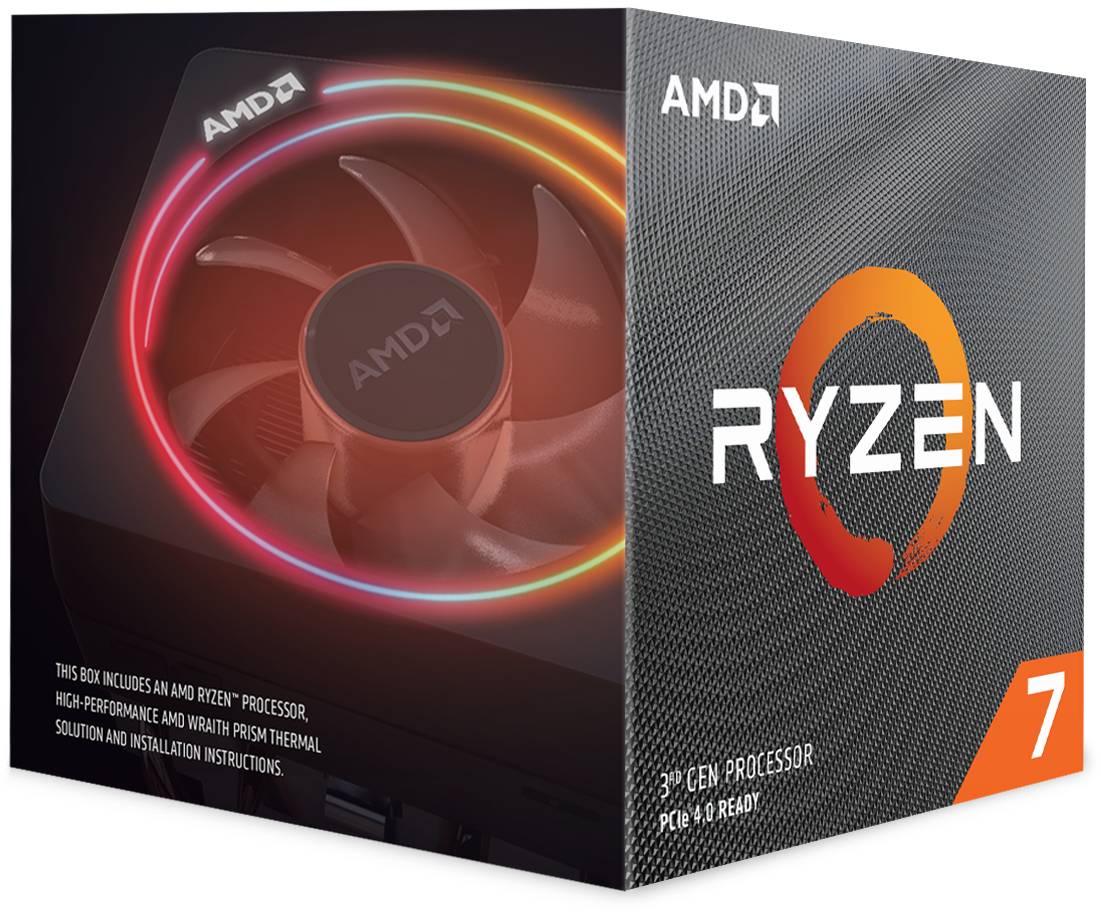 AMD
AMD
THIS BOX INCLUDES AN AMD RYZEN™ PROCESSOR,
HIGH-PERFORMANCE AMD WRAITH PRISM THERMAL
SOLUTION AND INSTALLATION INSTRUCTIONS.
AMD
RYZEN
7
3RD GEN PROCESSOR
PCIe 4.0 READY